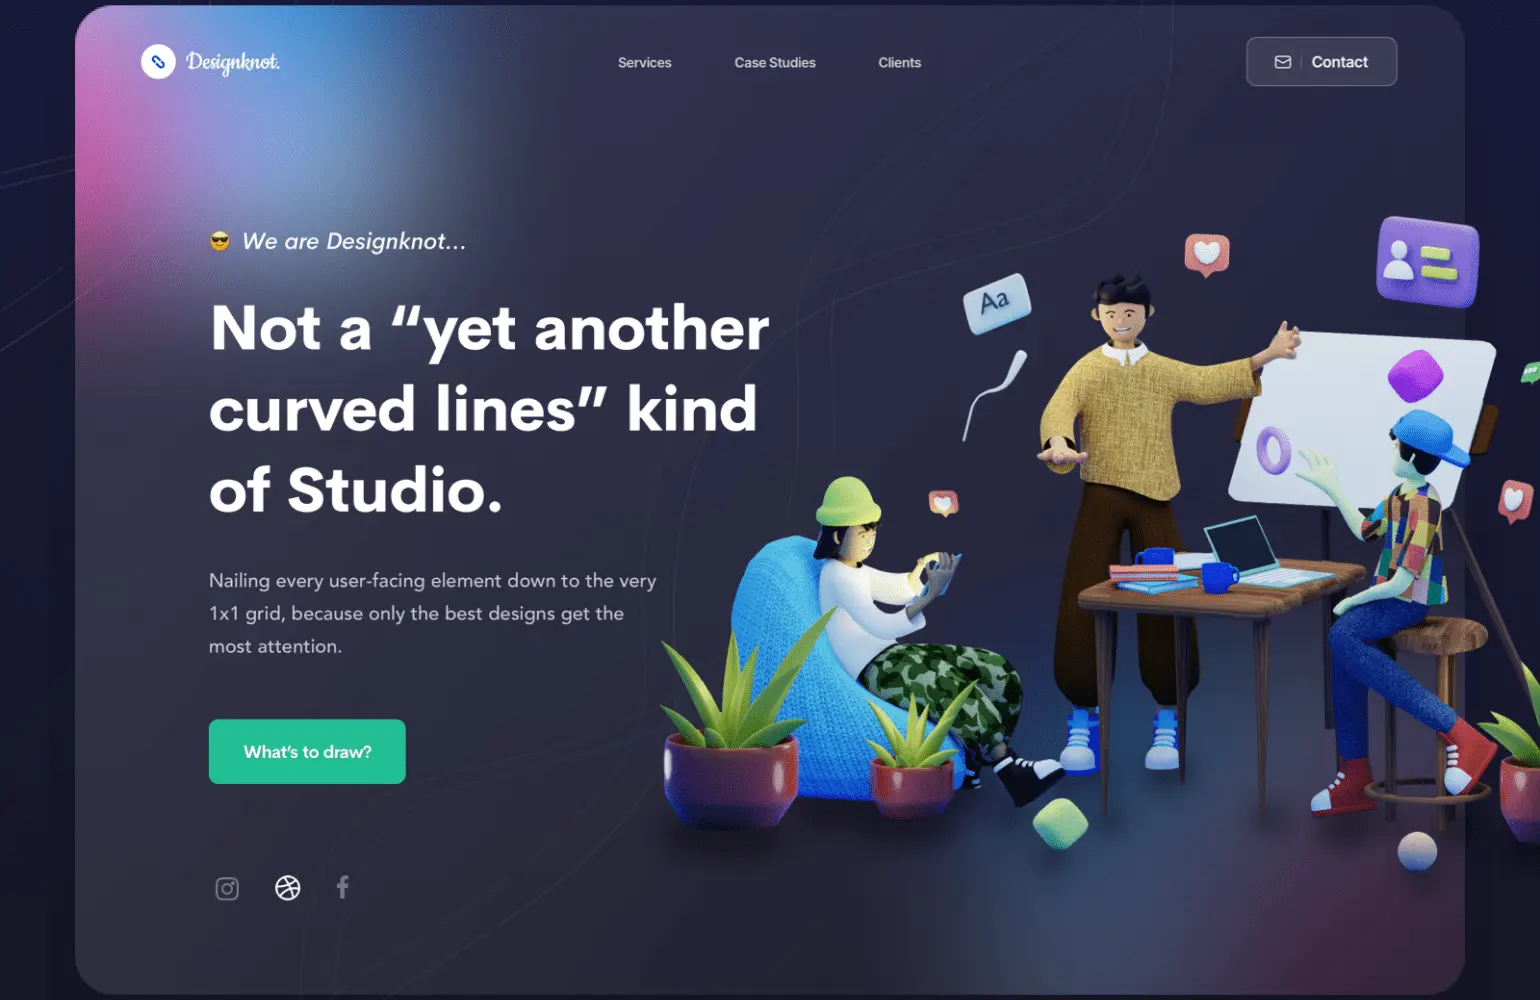 Designknot.
Services
Case Studies
Clients
Contact
We are Designknot...
Not a “yet another
curved lines” kind
of Studio.
Aa
Nailing every user-facing element down to the very
1x1 grid, because only the best designs get the
most attention.
What’s to draw?